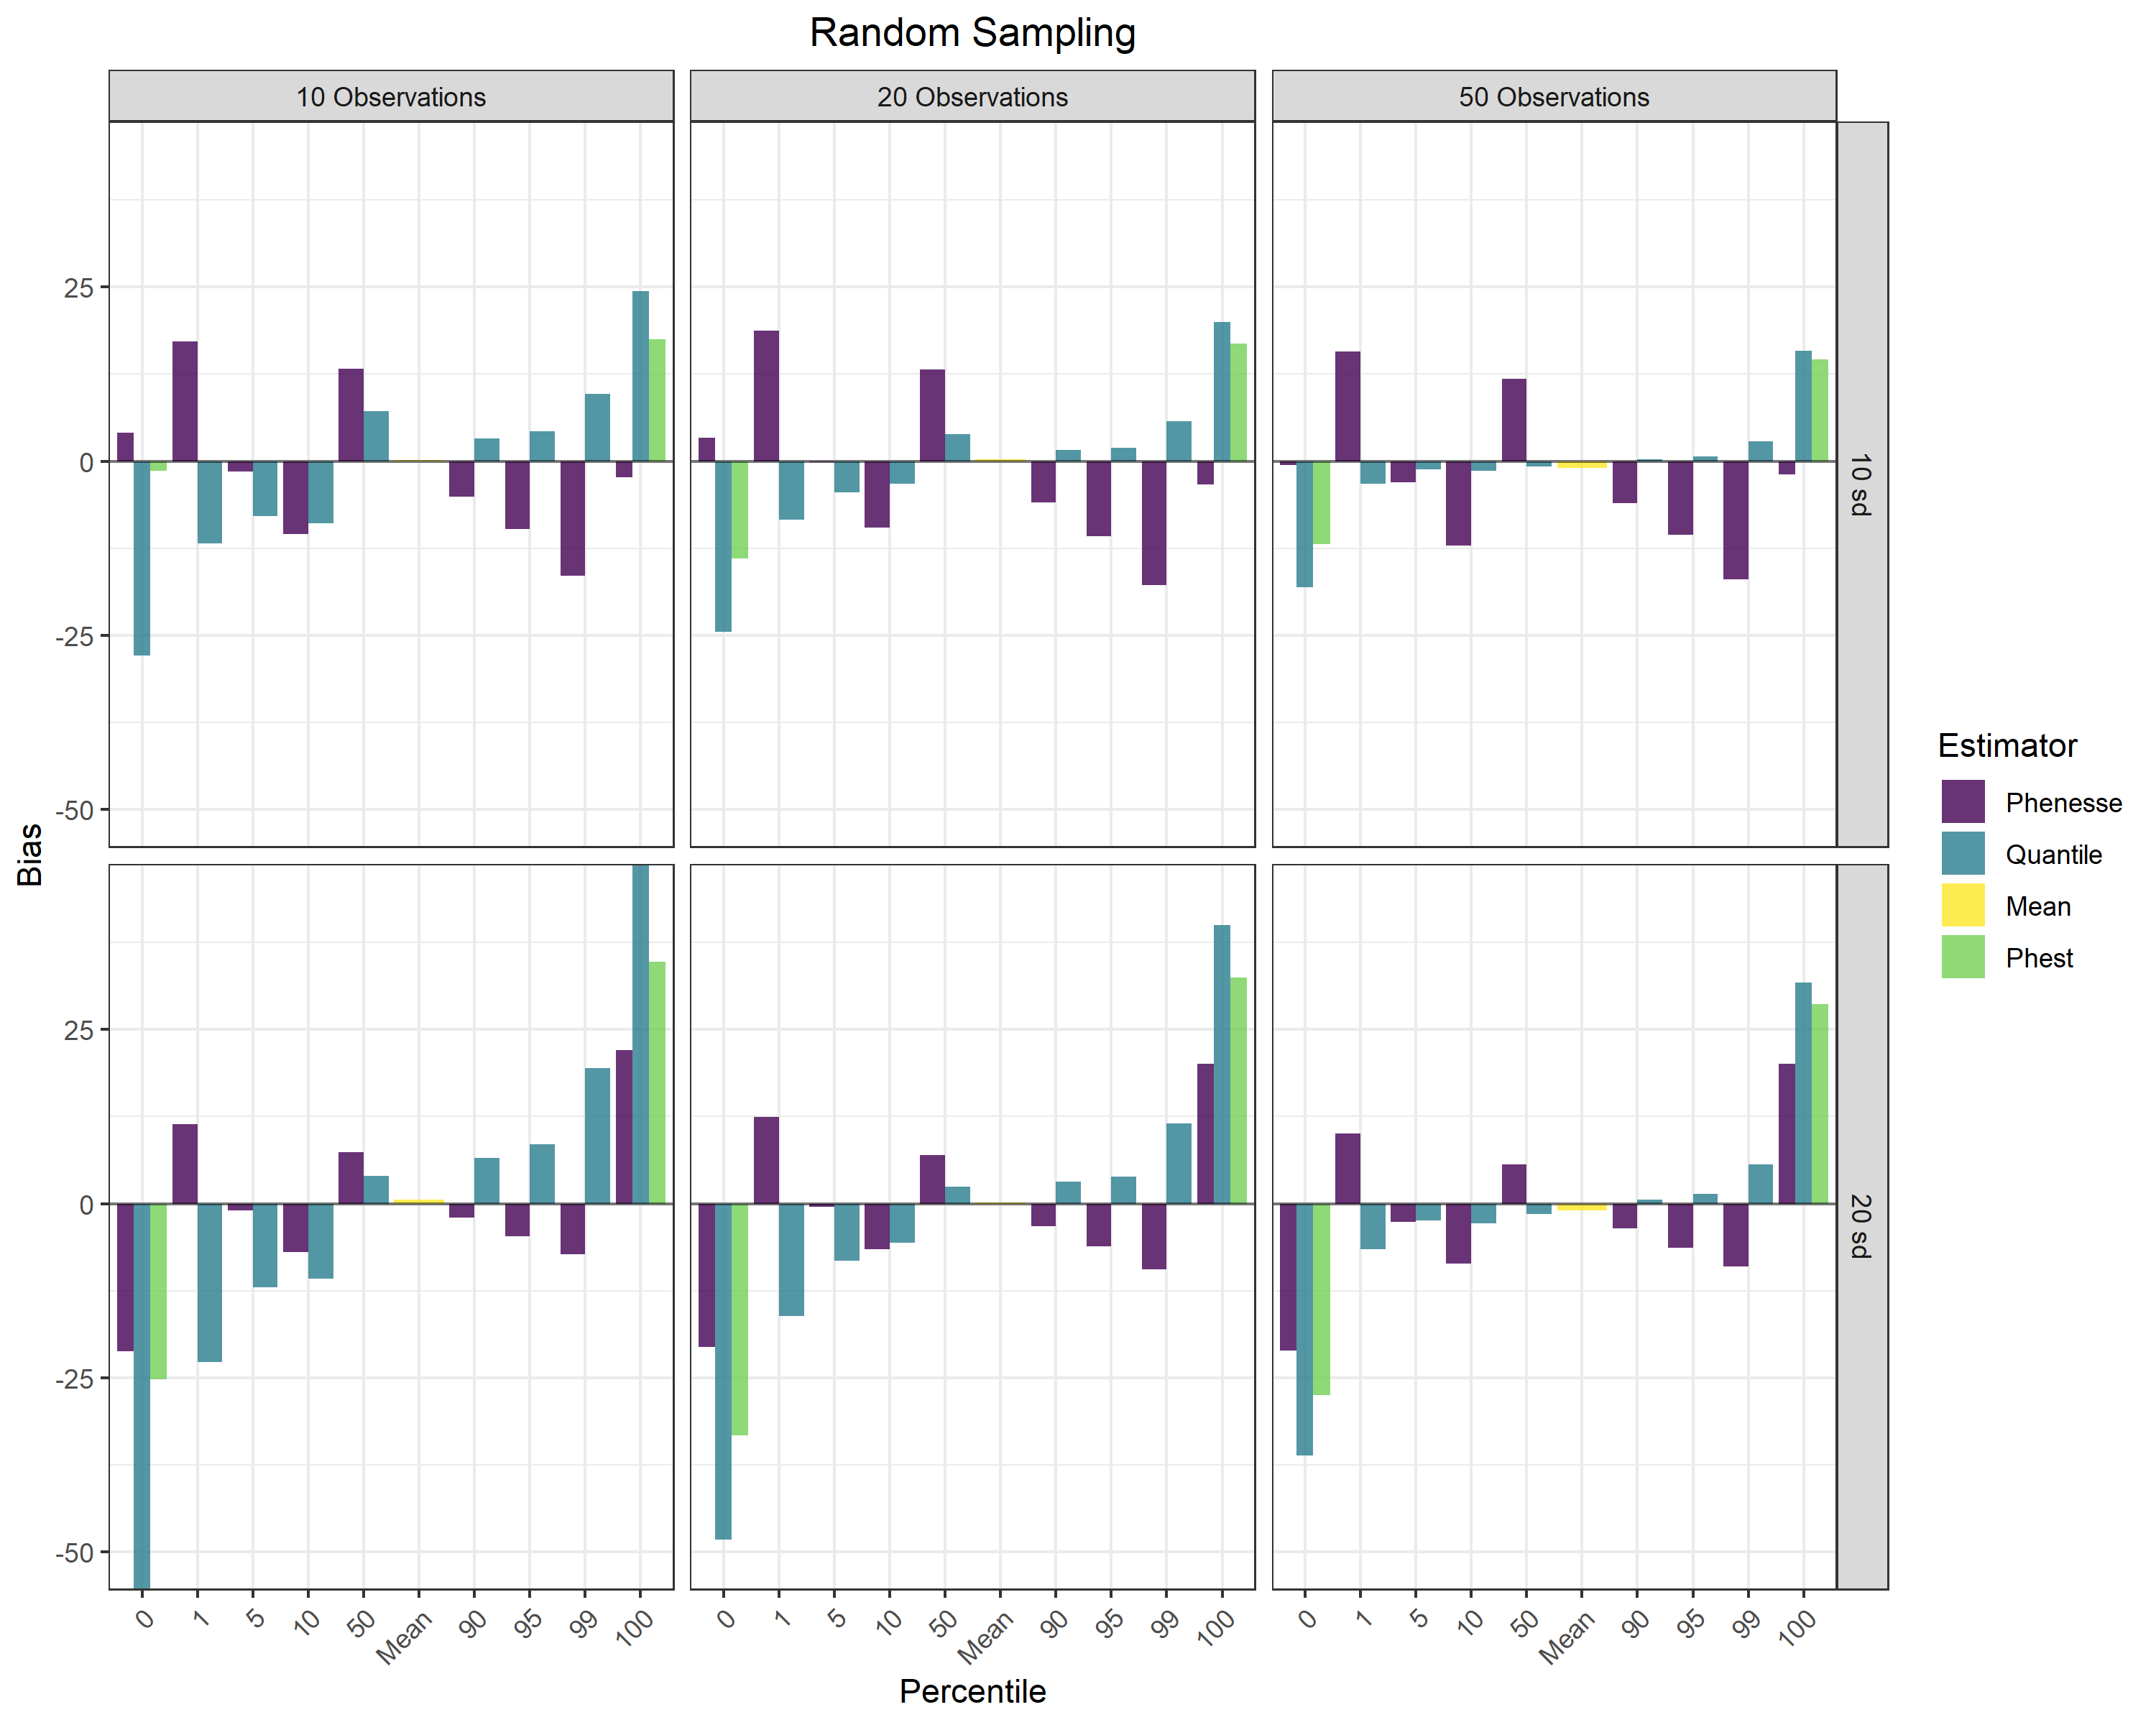 Random Sampling
10 Observations
20 Observations
50 Observations
25
0
-25
-50
10 sd
Bias
25
0
-25
-50
20 sd
0
1
5
10
50
Mean
90
95
99
100
0
1
5
10
50
Mean
90
95
99
100
0
1
5
10
50
Mean
90
95
99
100
Percentile
Estimator
Phenesse
Quantile
Mean
Phest